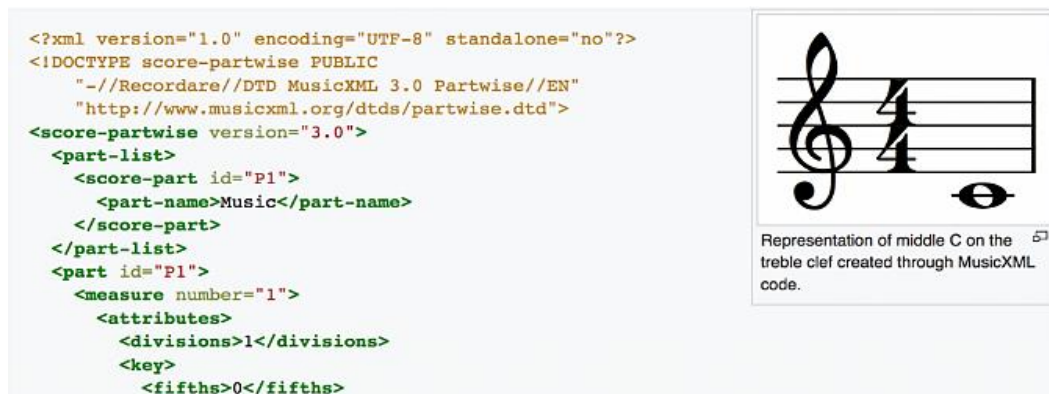 <?xml version="1.0" encoding="UTF-8" standalone="no"?>
<!DOCTYPE score-partwise PUBLIC
    "-//Recordare//DTD MusicXML 3.0 Partwise//EN"
    "http://www.musicxml.org/dtds/partwise.dtd">
<score-partwise version="3.0">
  <part-list>
    <score-part id="P1">
      <part-name>Music</part-name>
    </score-part>
  </part-list>
  <part id="P1">
    <measure number="1">
      <attributes>
        <divisions>1</divisions>
        <key>
          <fifths>0</fifths>
4
4
Representation of middle C on the
treble clef created through MusicXML
code.